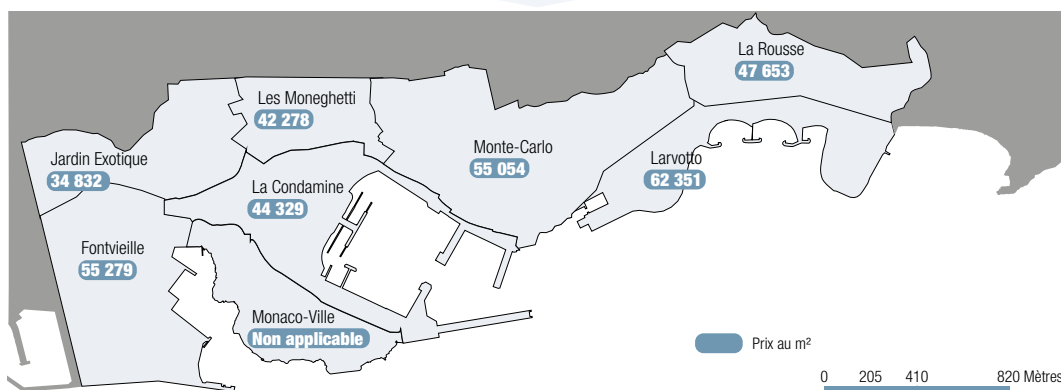 La Rousse
47 653
Les Moneghetti
42 278
Monte-Carlo
55 054
Jardin Exotique
34 832
Larvotto
62 351
La Condamine
44 329
Fontvieille
55 279
Monaco-Ville
Non applicable
Prix au m²
0 205 410 820 Mètres